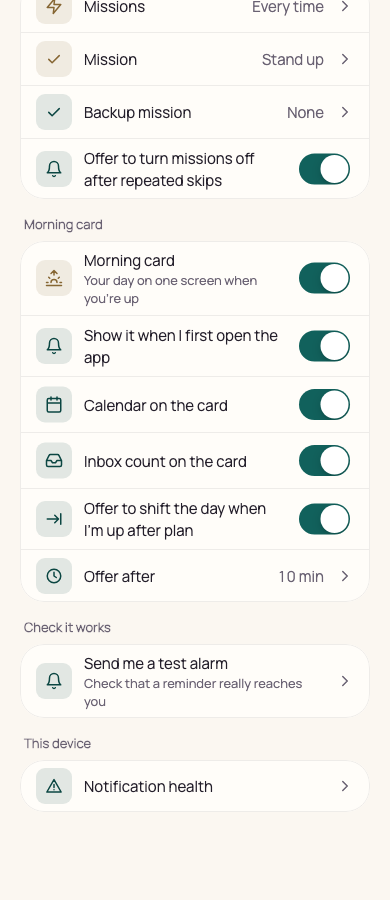 Missions
Every time
Mission
Stand up
Backup mission
None
Offer to turn missions off
after repeated skips
Morning card
Morning card
Your day on one screen when
you're up
Show it when I first open the
app
Calendar on the card
Inbox count on the card
Offer to shift the day when
I'm up after plan
Offer after
10 min
Check it works
Send me a test alarm
Check that a reminder really reaches
you
This device
Notification health